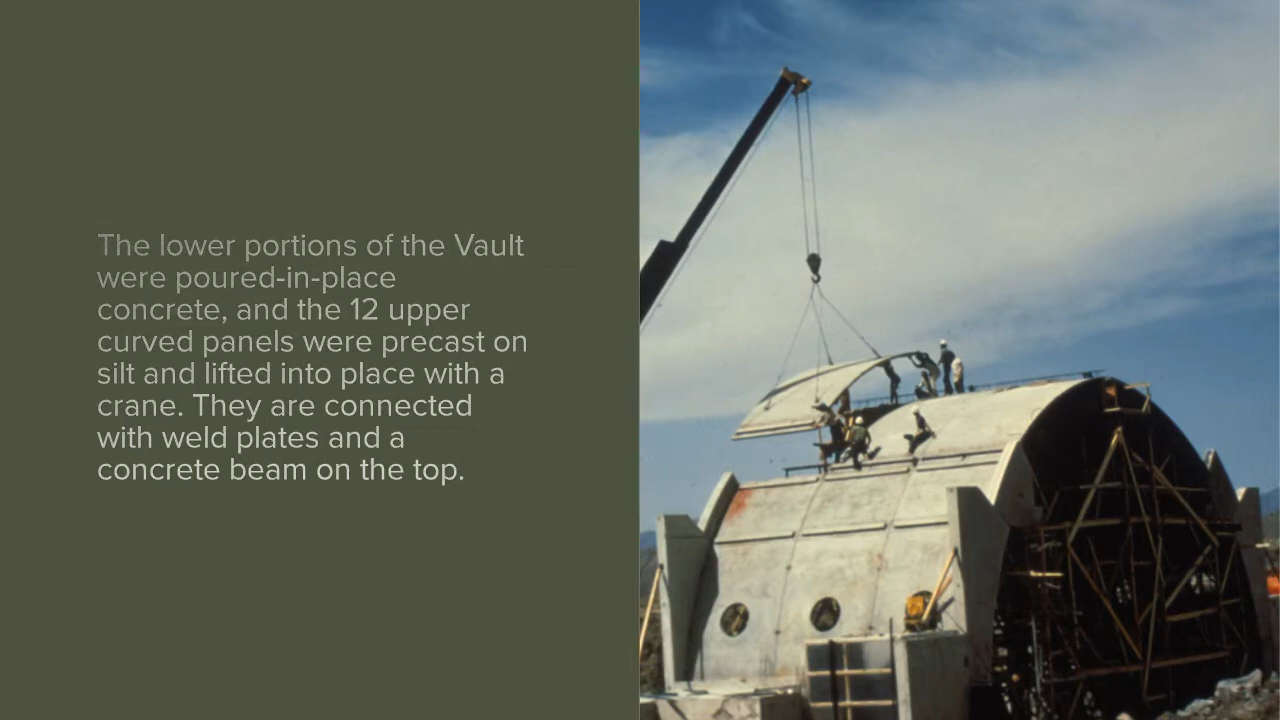 The lower portions of the Vault
were poured-in-place
concrete, and the 12 upper
curved panels were precast on
silt and lifted into place with a
crane. They are connected
with weld plates and a
concrete beam on the top.